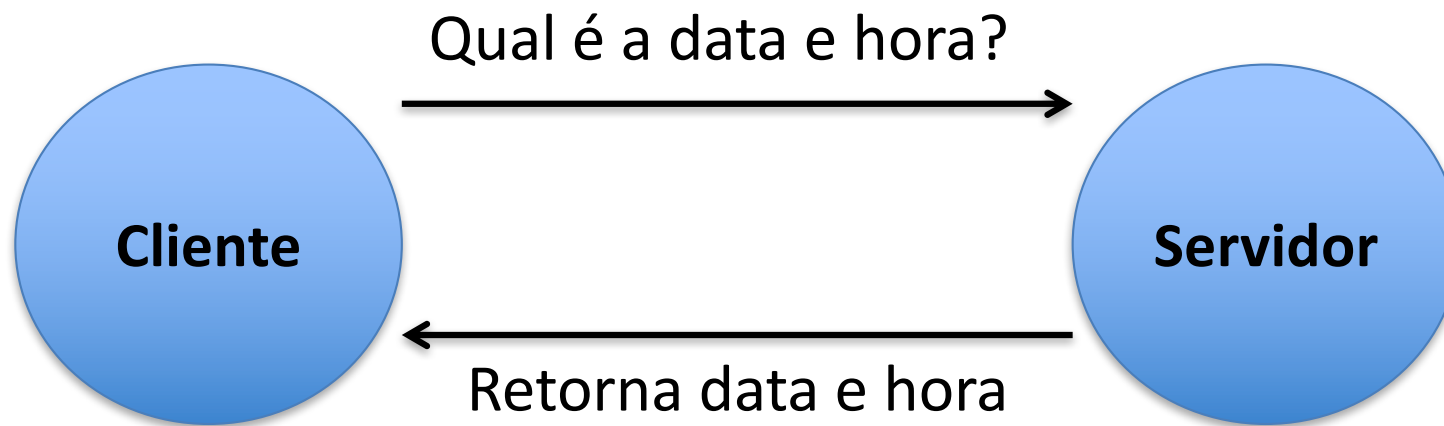 Qual é a data e hora?
Cliente
Servidor
Retorna data e hora